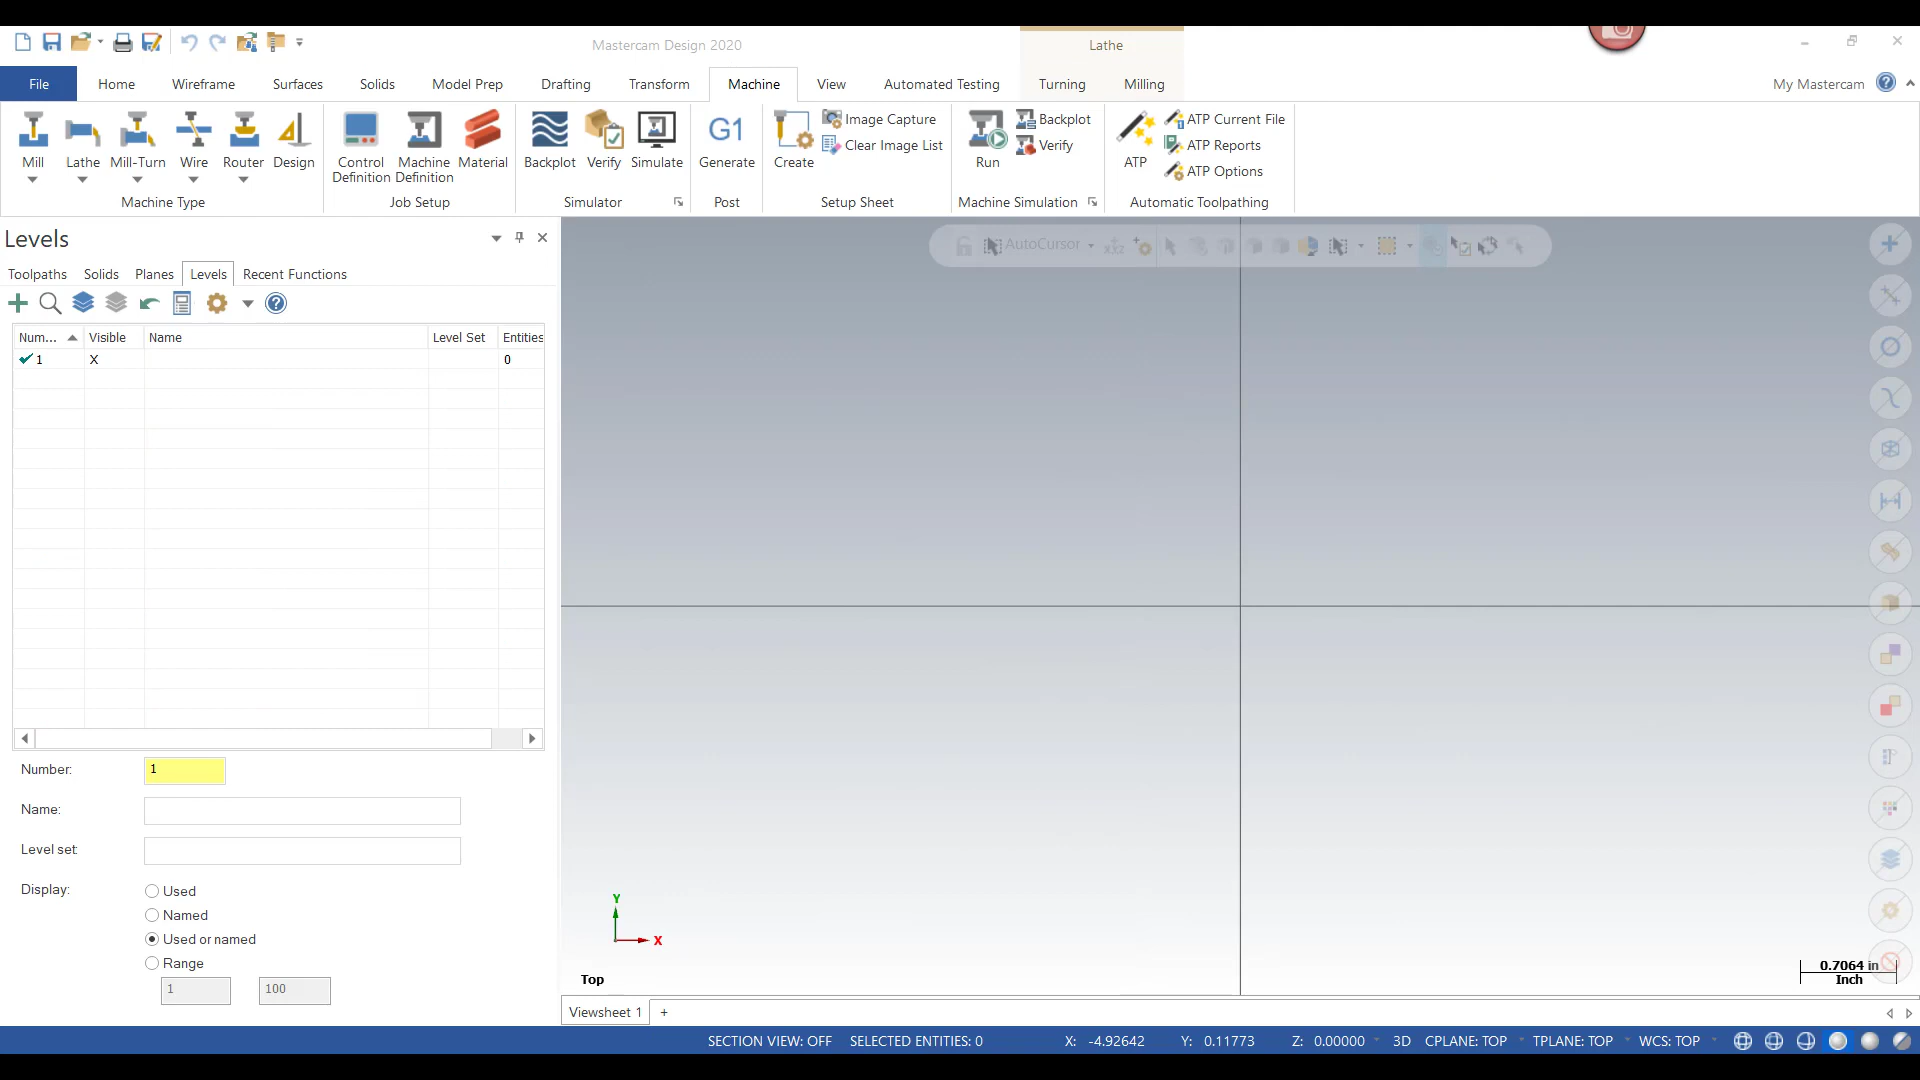 Mastercam Design 2020
Lathe
File
Home
Wireframe
Surfaces
Solids
Model Prep
Drafting
Transform
Machine
View
Automated Testing
Turning
Milling
My Mastercam
Mill
Lathe
Mill-Turn
Wire
Router
Design
Machine Type
Control Definition
Machine Definition
Material
Job Setup
Backplot
Verify
Simulate
Simulator
G1
Generate
Post
Create
Image Capture
Clear Image List
Setup Sheet
Run
Backplot
Verify
Machine Simulation
ATP
ATP Current File
ATP Reports
ATP Options
Automatic Toolpathing
Levels
Toolpaths
Solids
Planes
Levels
Recent Functions
AutoCursor
Num...
Visible
Name
Level Set
Entities
1
X
0
Number:
1
Name:
Level set:
Display:
Used
Named
Used or named
Range
1
100
Y
X
Top
0.7064 in
Inch
Viewsheet 1
+
SECTION VIEW: OFF
SELECTED ENTITIES: 0
X: -4.92642
Y: 0.11773
Z: 0.00000
3D
CPLANE: TOP
TPLANE: TOP
WCS: TOP